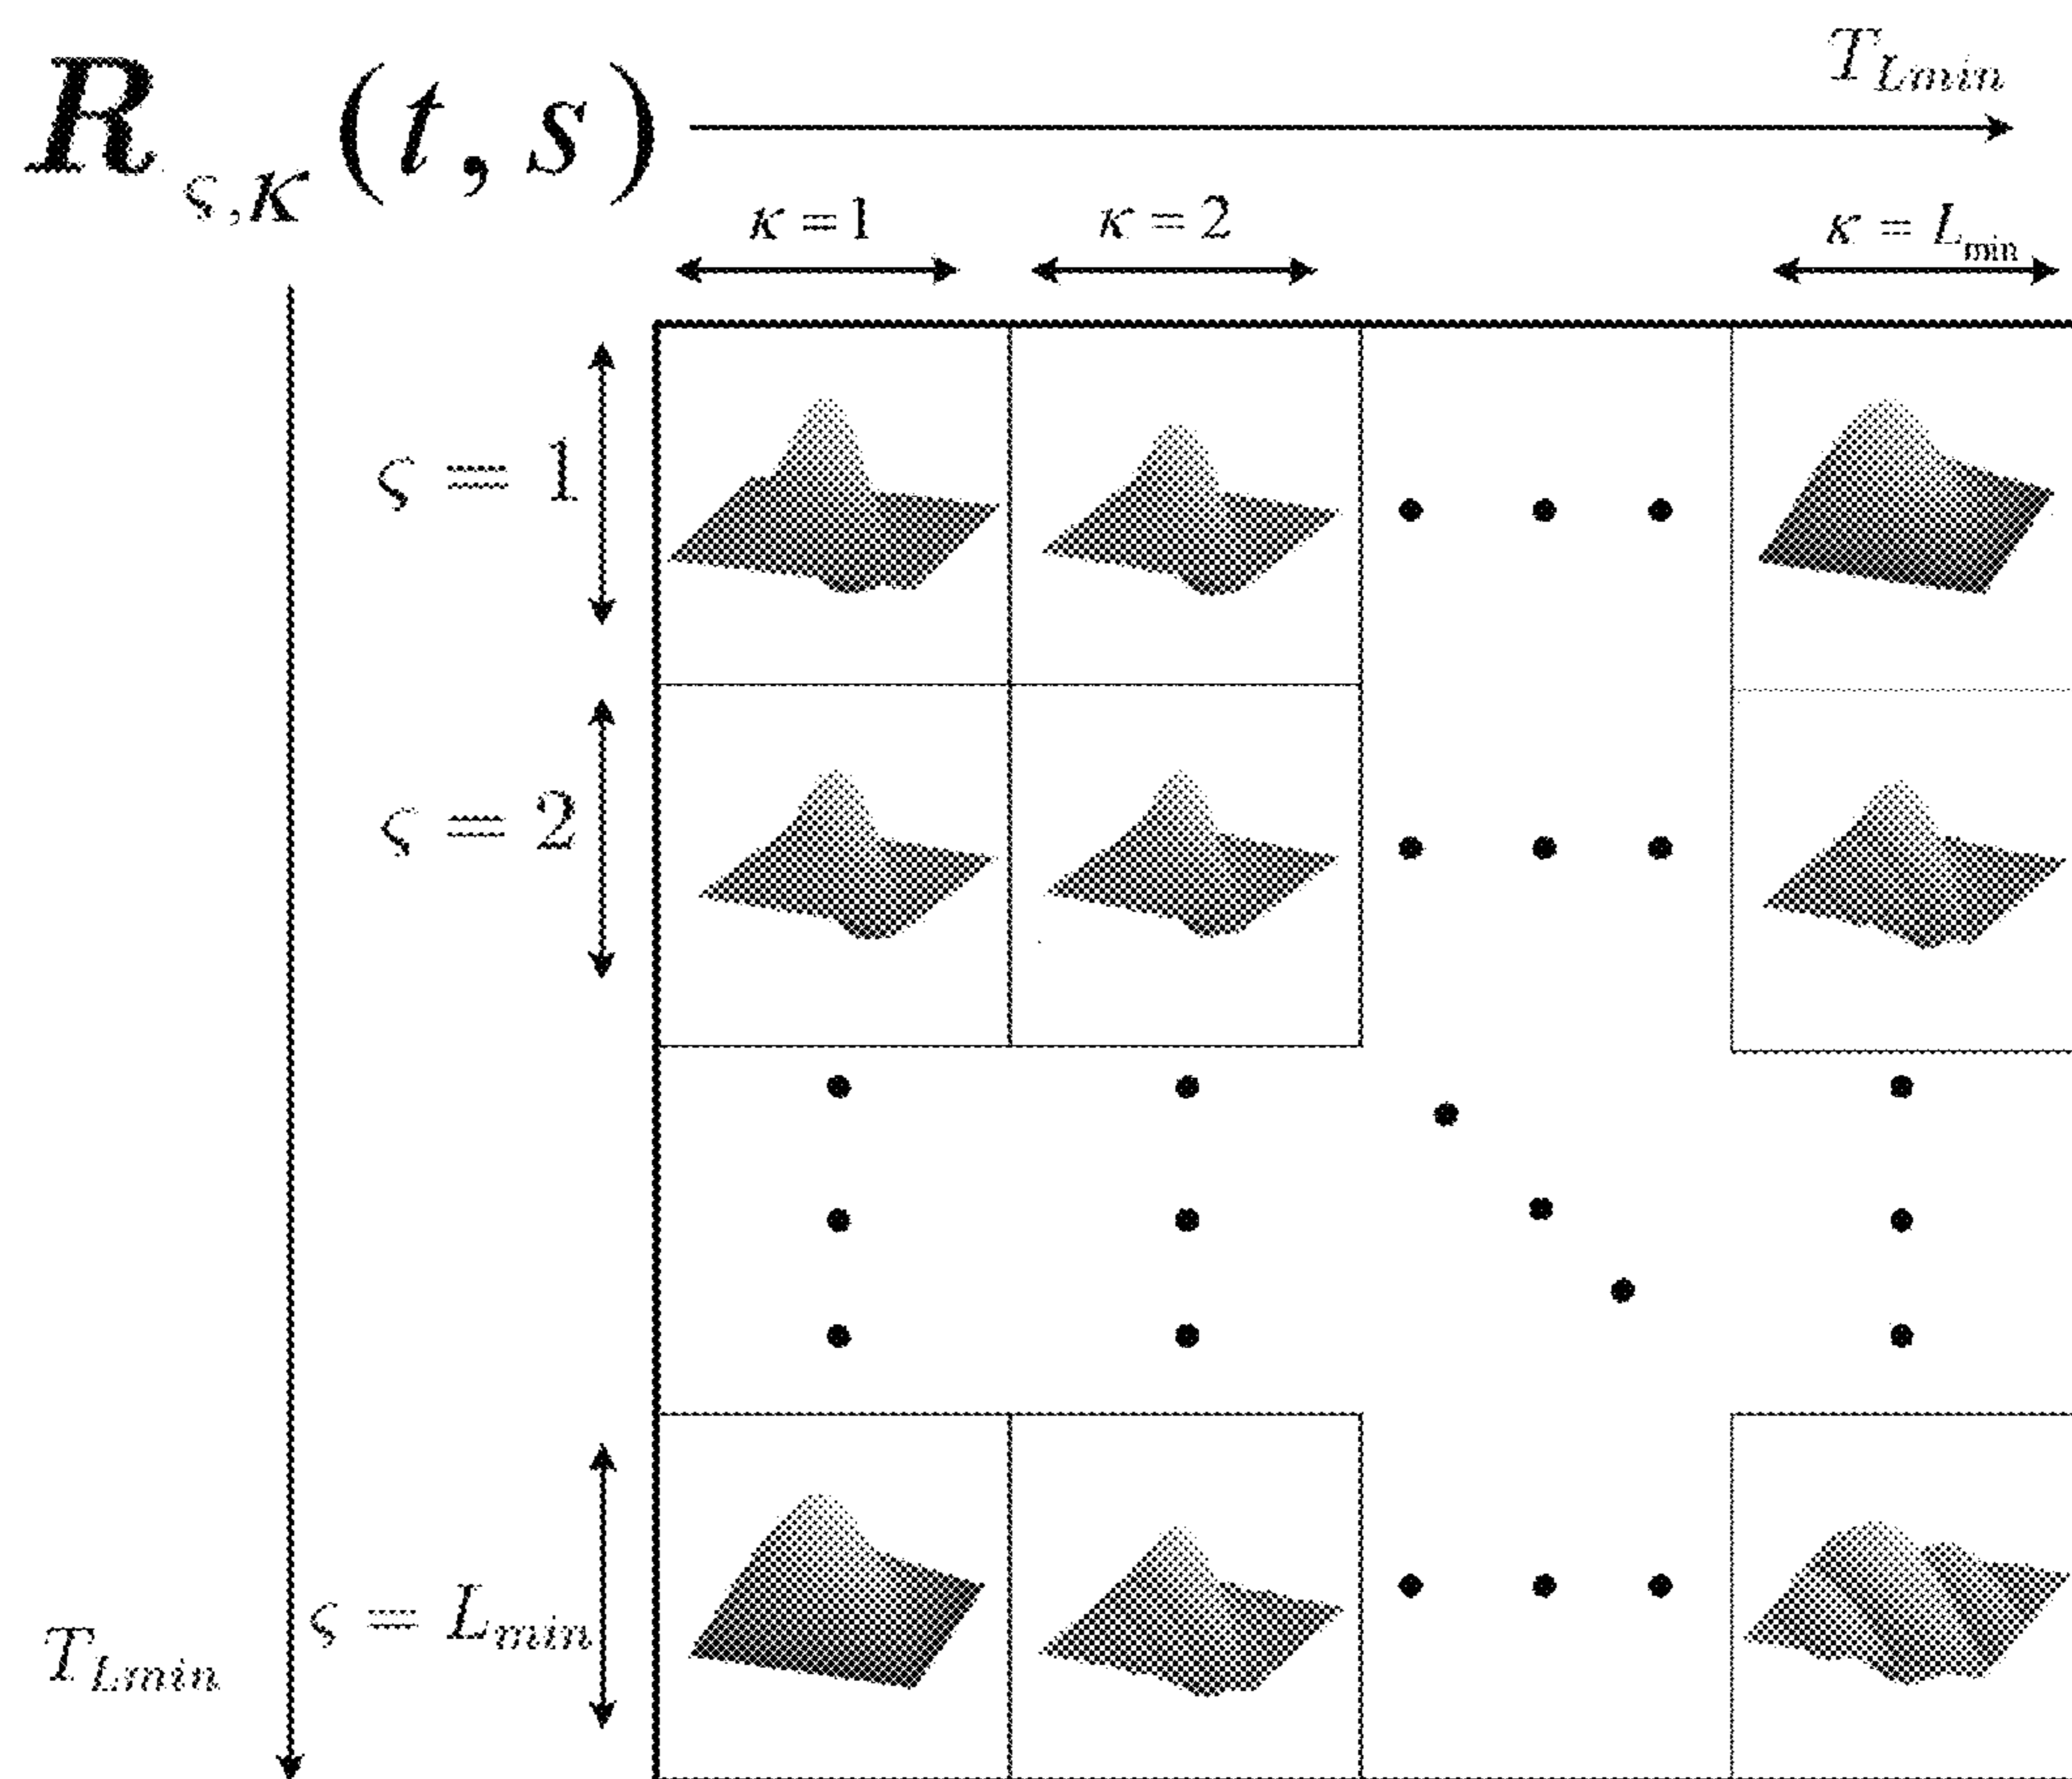 R_{ς,κ}(t,s)
T_{Lmin}
κ = 1
κ = 2
κ = L_{min}
ς = 1
ς = 2
ς = L_{min}
T_{Lmin}